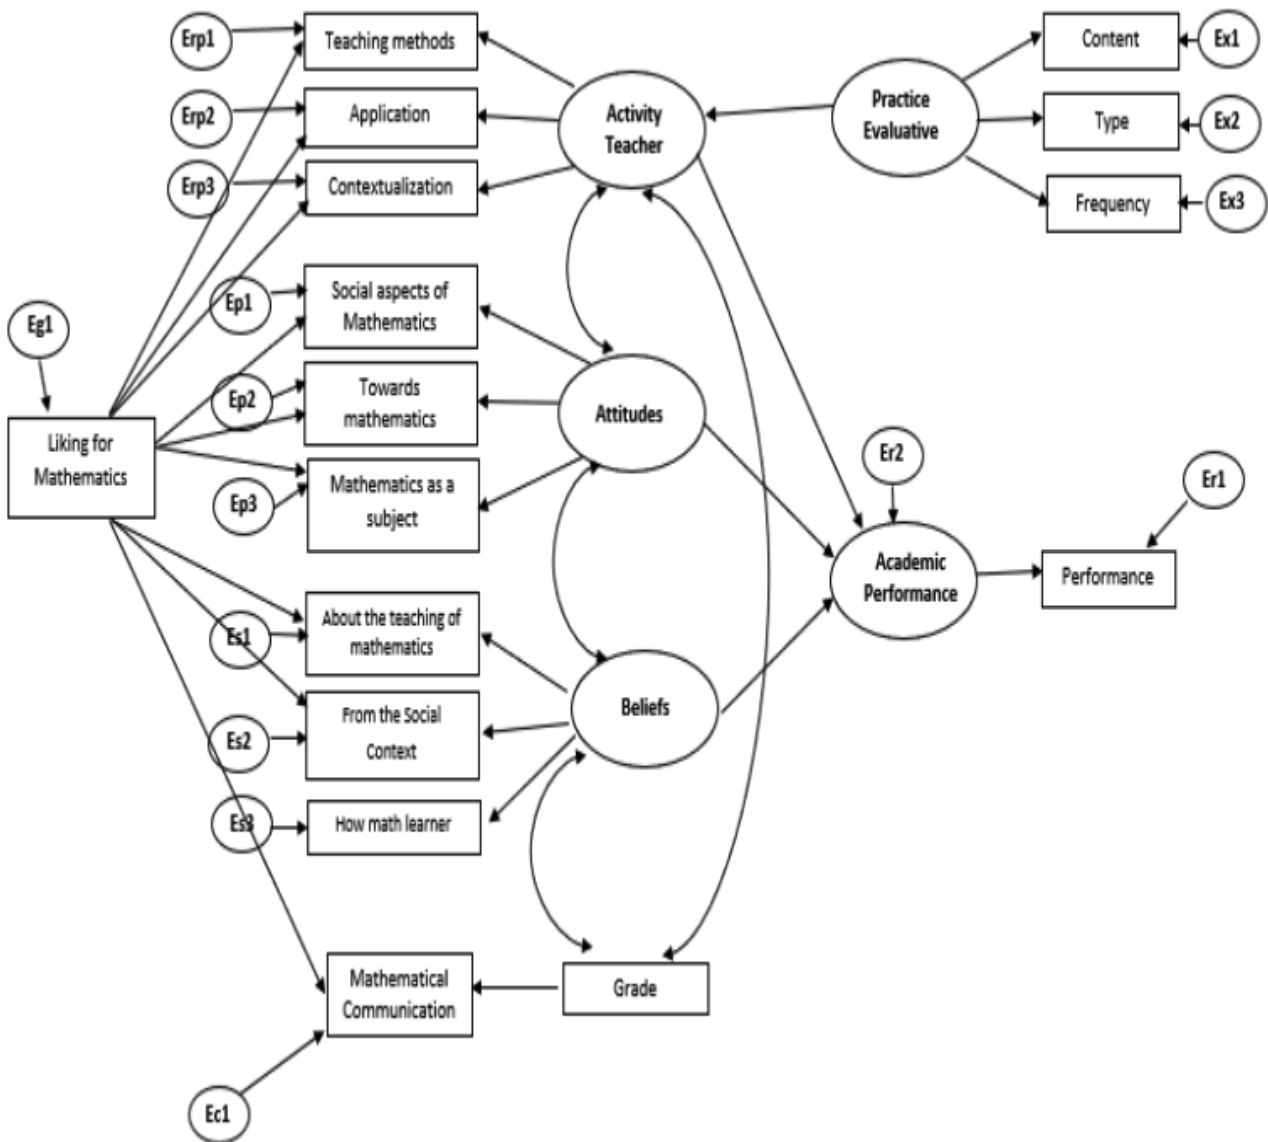 Erp1
Teaching methods
Content
Ex1
Erp2
Application
Activity
Teacher
Practice
Evaluative
Type
Ex2
Erp3
Contextualization
Frequency
Ex3
Eg1
Ep1
Social aspects of
Mathematics
Liking for
Mathematics
Ep2
Towards
mathematics
Attitudes
Ep3
Mathematics as a
subject
Er2
Er1
Academic
Performance
Performance
Es1
About the teaching of
mathematics
Es2
From the Social
Context
Beliefs
Es3
How math learner
Mathematical
Communication
Grade
Ec1